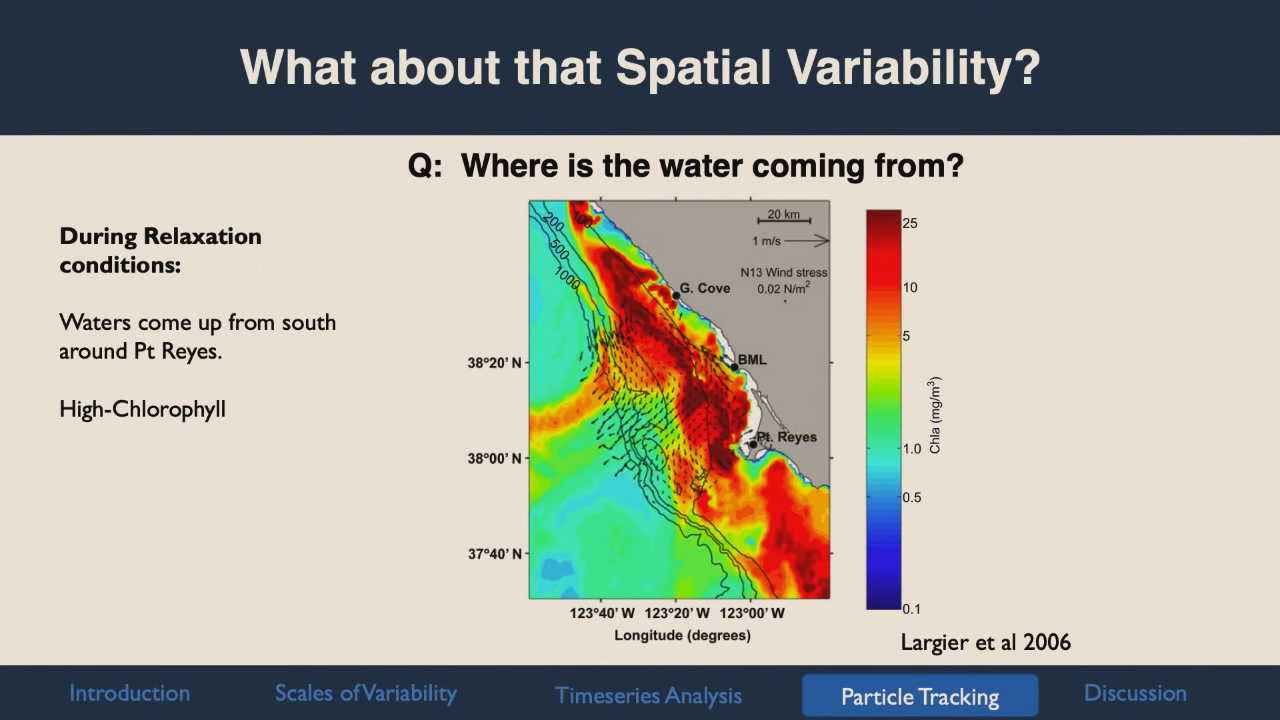 What about that Spatial Variability?
Q: Where is the water coming from?
During Relaxation
conditions:
Waters come up from south
around Pt Reyes.
High-Chlorophyll
200
100
500
1000
20 km
1 m/s
N13 Wind stress
0.02 N/m²
G. Cove
BML
Pt. Reyes
38°20' N
38°00' N
37°40' N
123°40' W 123°20' W 123°00' W
Longitude (degrees)
25
10
5
1.0
0.5
0.1
Chla (mg/m³)
Largier et al 2006
Introduction
Scales of Variability
Timeseries Analysis
Particle Tracking
Discussion